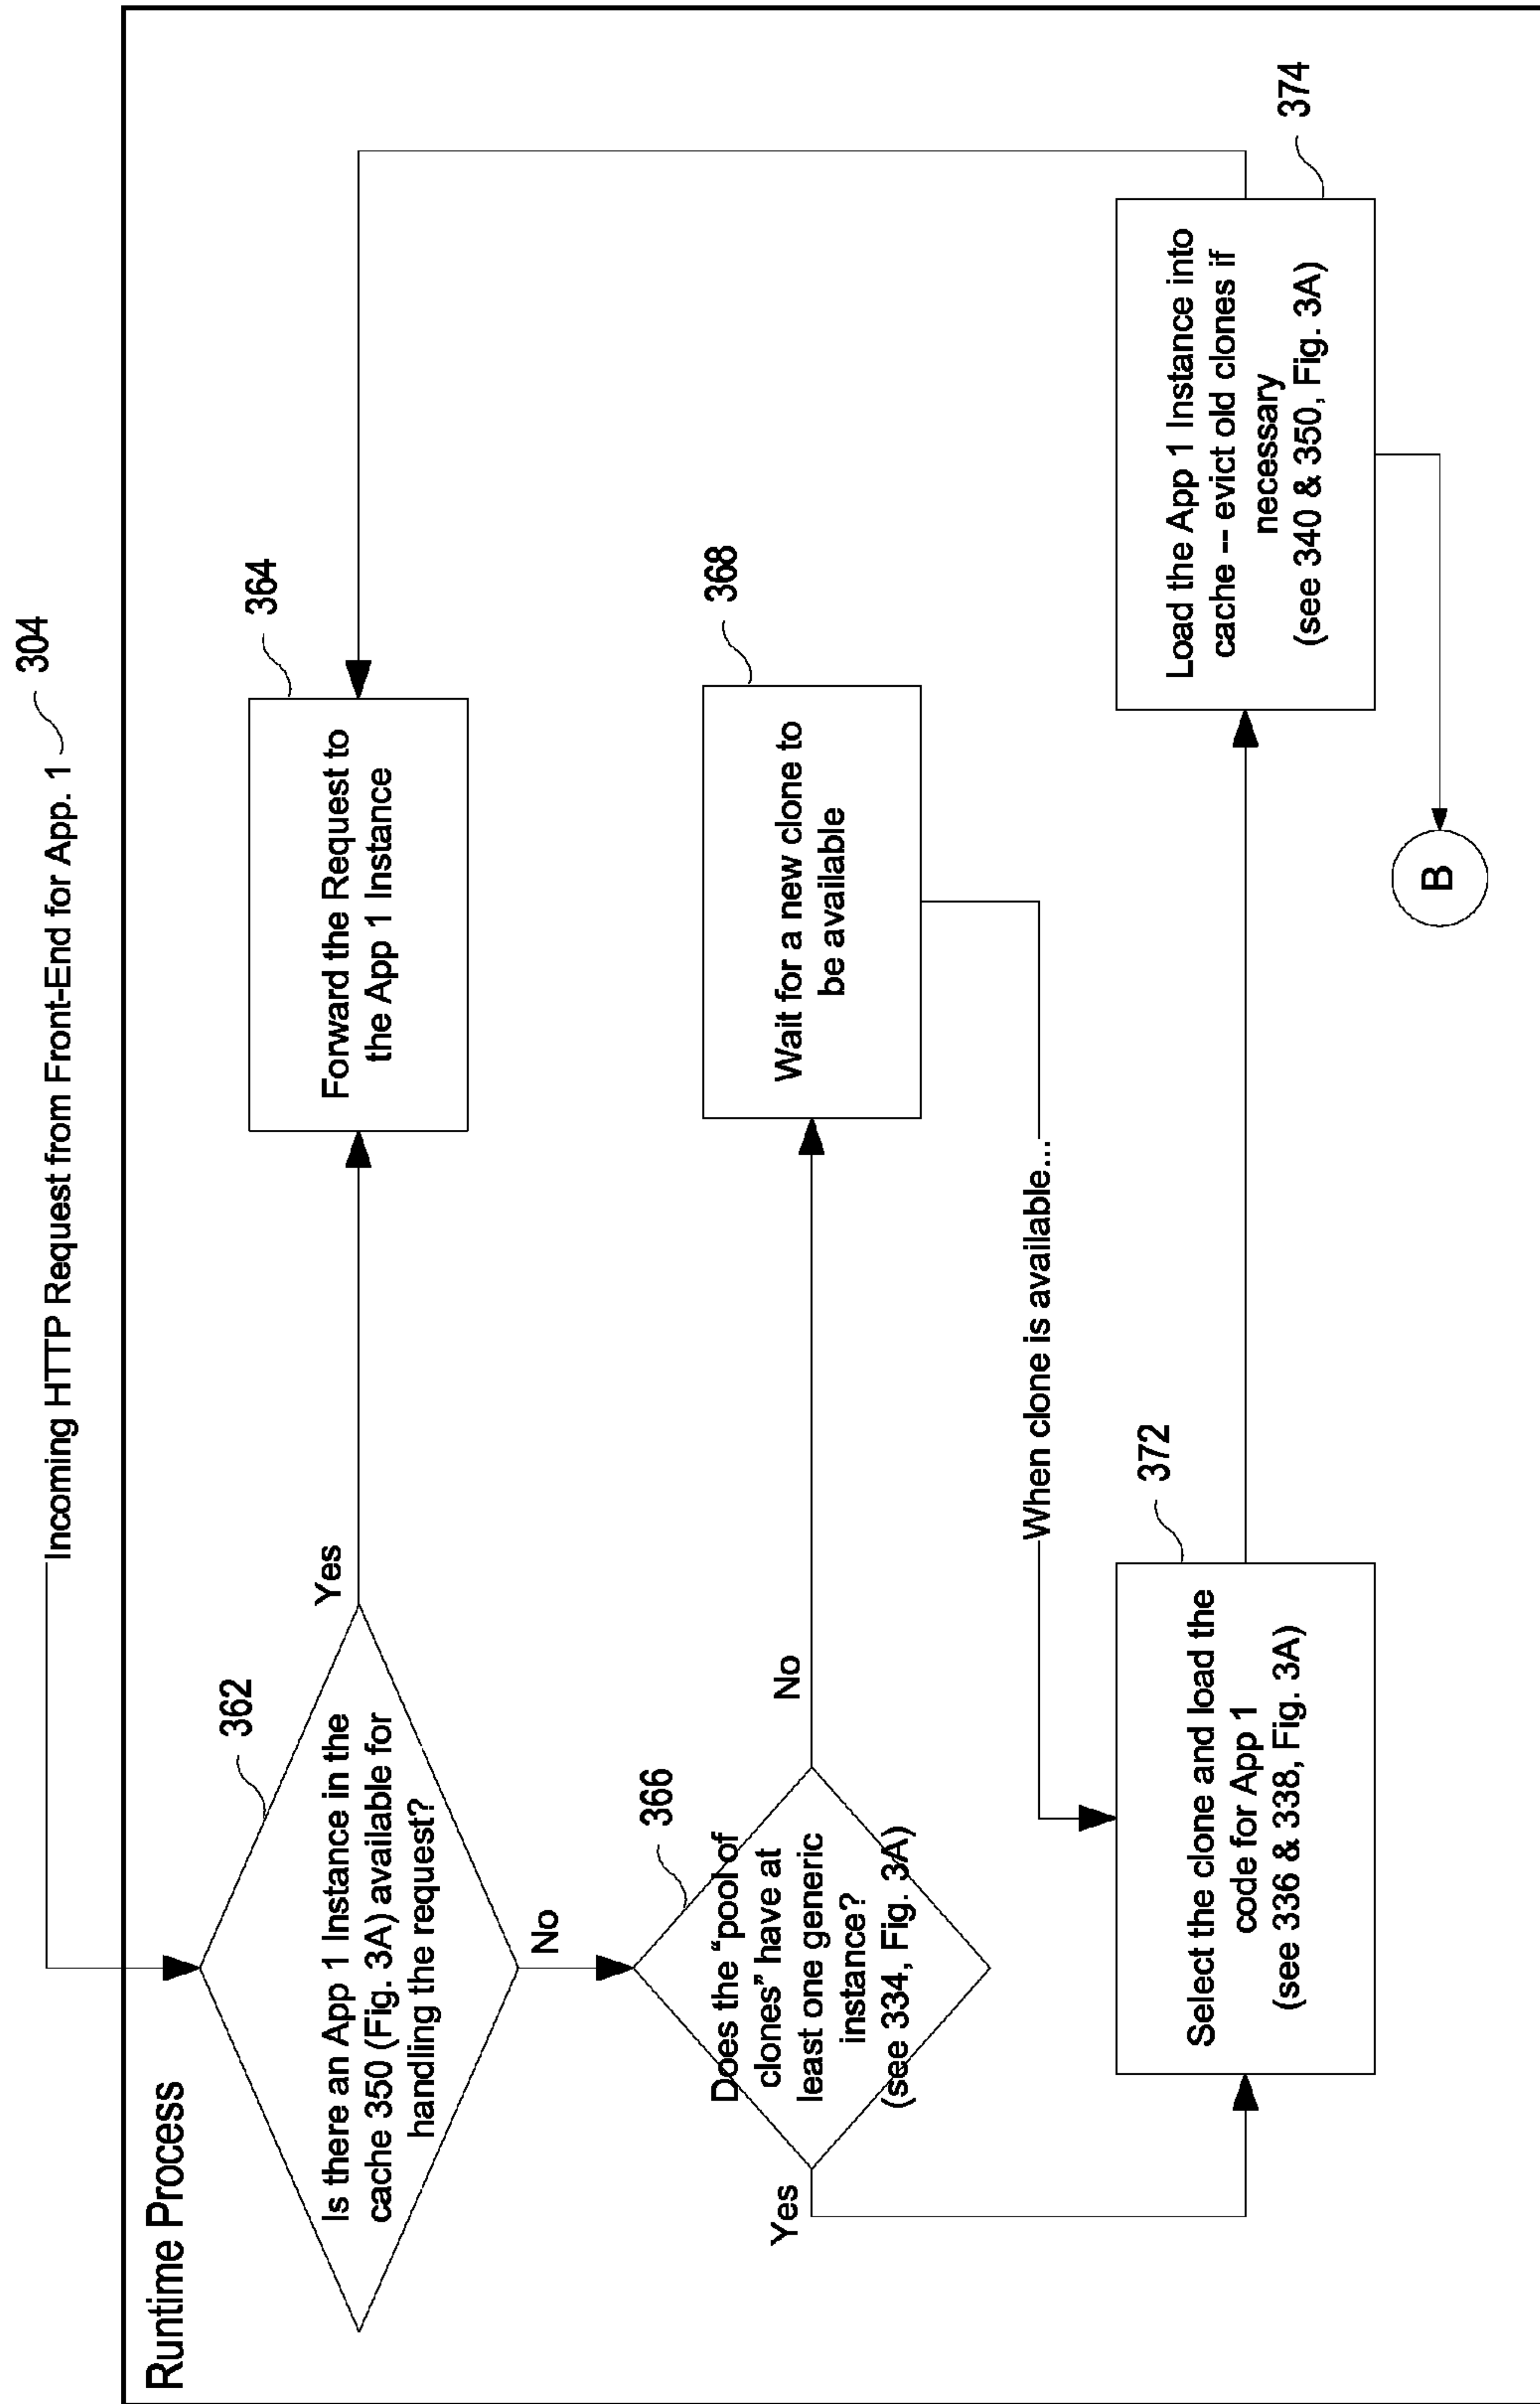 Incoming HTTP Request from Front-End for App. 1
304
Runtime Process
362
Is there an App 1 Instance in the
cache 350 (Fig. 3A) available for
handling the request?
Yes
364
Forward the Request to
the App 1 Instance
No
366
Does the “pool of
clones” have at
least one generic
instance?
(see 334, Fig. 3A)
No
368
Wait for a new clone to
be available
Yes
When clone is available...
372
Select the clone and load the
code for App 1
(see 336 & 338, Fig. 3A)
374
Load the App 1 Instance into
cache -- evict old clones if
necessary
(see 340 & 350, Fig. 3A)
B